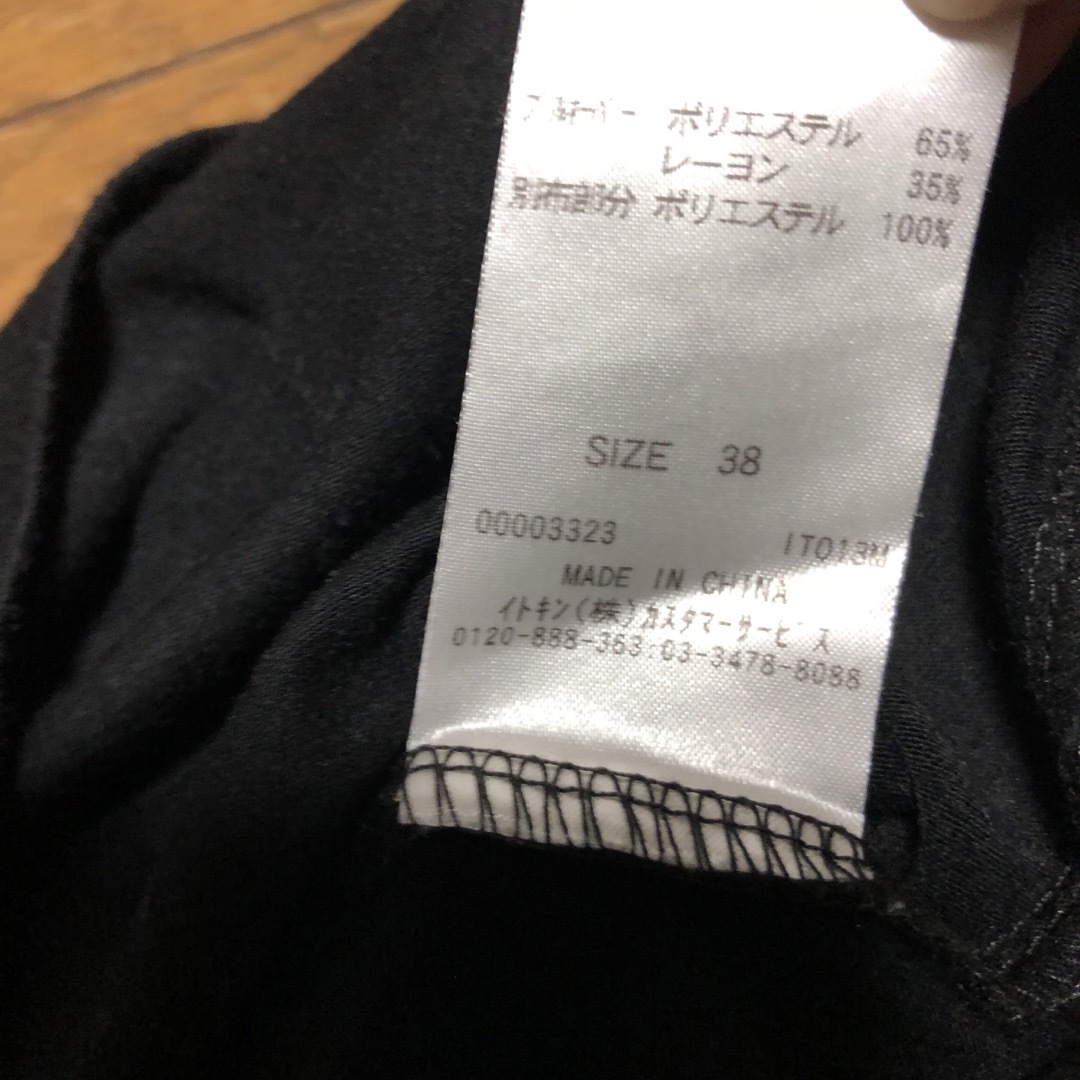 ポリエステル 65%
レーヨン 35%
別布部分 ポリエステル 100%
SIZE 38
00003323 IT013M
MADE IN CHINA
イトキン(株)カスタマーサービス
0120-888-363:03-3478-8088